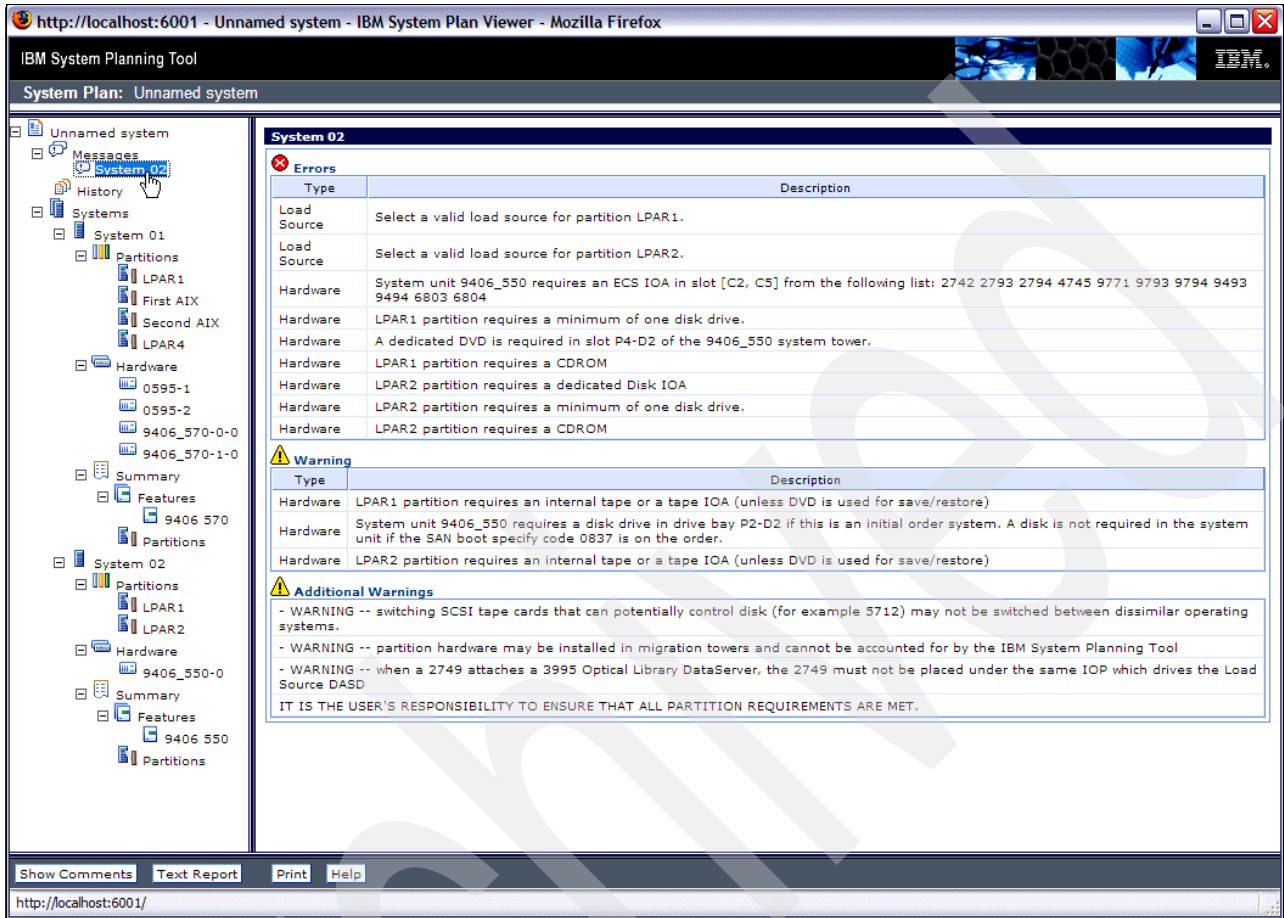 http://localhost:6001 - Unnamed system - IBM System Plan Viewer - Mozilla Firefox
IBM System Planning Tool
IBM.
System Plan: Unnamed system
Unnamed system
Messages
System 02
History
Systems
System 01
Partitions
LPAR1
First AIX
Second AIX
LPAR4
Hardware
0595-1
0595-2
9406_570-0-0
9406_570-1-0
Summary
Features
9406 570
Partitions
System 02
Partitions
LPAR1
LPAR2
Hardware
9406_550-0
Summary
Features
9406 550
Partitions
System 02
Errors
Type Description
Load
Source
Select a valid load source for partition LPAR1.
Load
Source
Select a valid load source for partition LPAR2.
Hardware
System unit 9406_550 requires an ECS IOA in slot [C2, C5] from the following list: 2742 2793 2794 4745 9771 9793 9794 9493
9494 6803 6804
Hardware LPAR1 partition requires a minimum of one disk drive.
Hardware A dedicated DVD is required in slot P4-D2 of the 9406_550 system tower.
Hardware LPAR1 partition requires a CDROM
Hardware LPAR2 partition requires a dedicated Disk IOA
Hardware LPAR2 partition requires a minimum of one disk drive.
Hardware LPAR2 partition requires a CDROM
Warning
Type Description
Hardware LPAR1 partition requires an internal tape or a tape IOA (unless DVD is used for save/restore)
Hardware
System unit 9406_550 requires a disk drive in drive bay P2-D2 if this is an initial order system. A disk is not required in the system
unit if the SAN boot specify code 0837 is on the order.
Hardware LPAR2 partition requires an internal tape or a tape IOA (unless DVD is used for save/restore)
Additional Warnings
- WARNING -- switching SCSI tape cards that can potentially control disk (for example 5712) may not be switched between dissimilar operating
systems.
- WARNING -- partition hardware may be installed in migration towers and cannot be accounted for by the IBM System Planning Tool
- WARNING -- when a 2749 attaches a 3995 Optical Library DataServer, the 2749 must not be placed under the same IOP which drives the Load
Source DASD
IT IS THE USER'S RESPONSIBILITY TO ENSURE THAT ALL PARTITION REQUIREMENTS ARE MET.
Show Comments Text Report Print Help
http://localhost:6001/